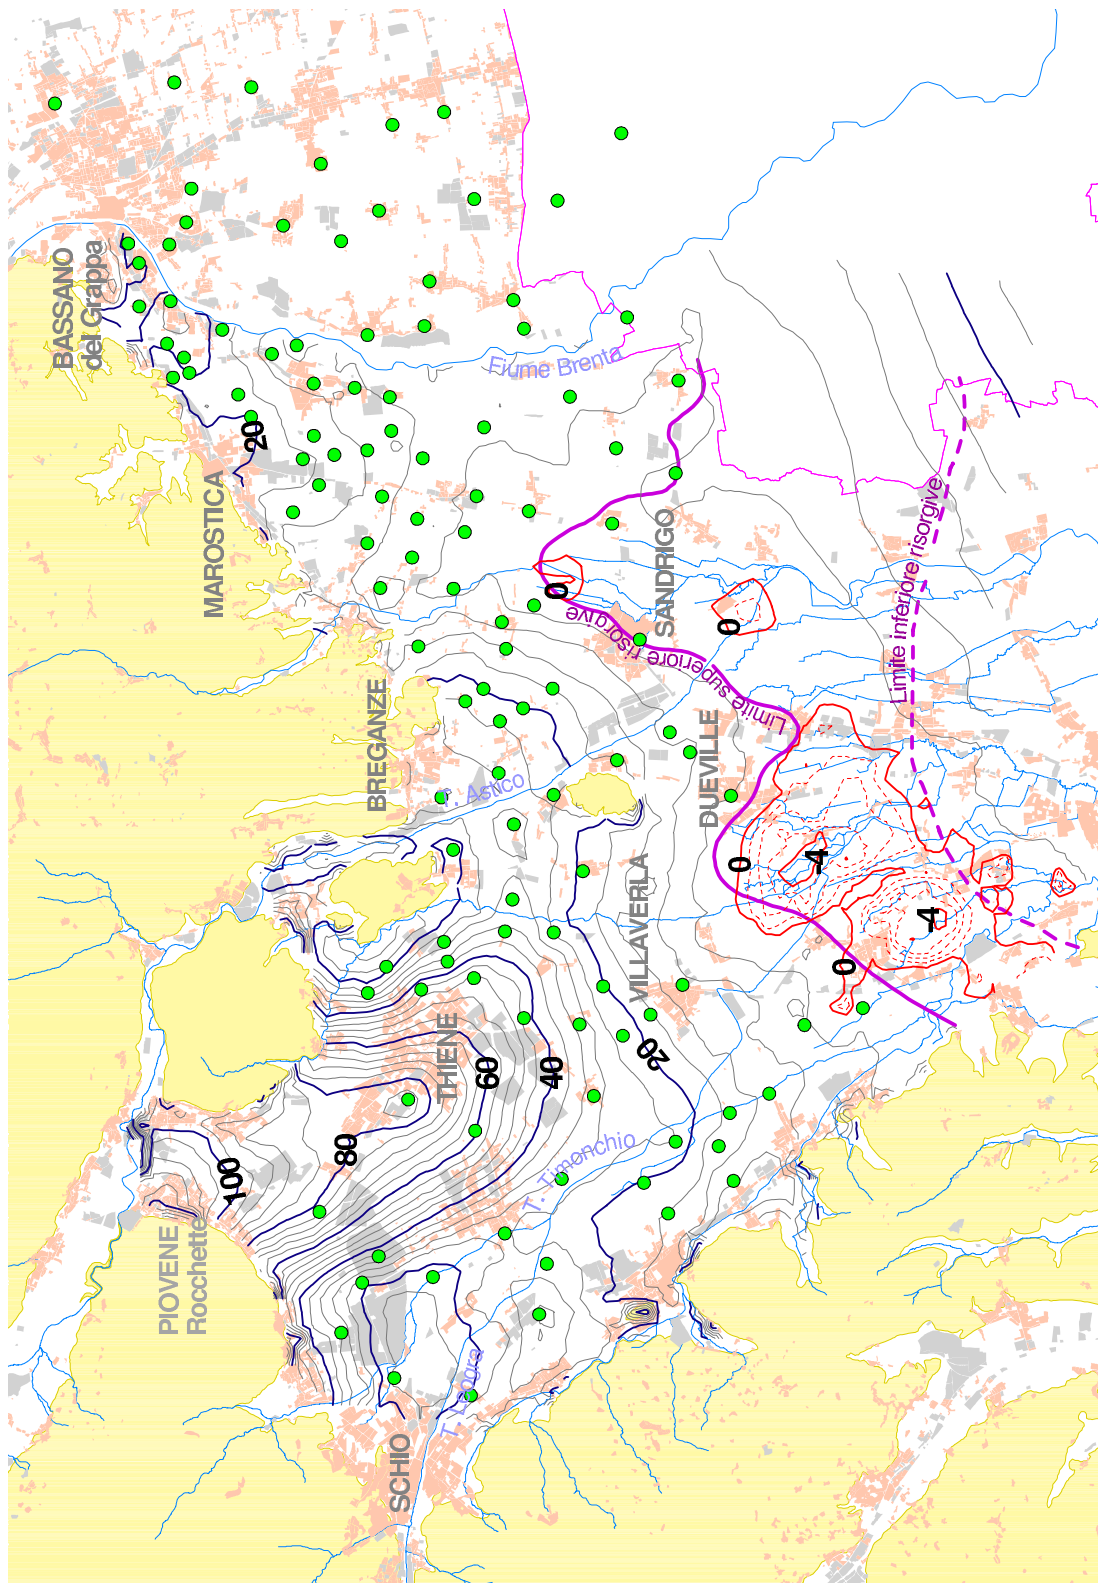 BASSANO
del Grappa
Fiume Brenta
20
MAROSTICA
SANDRIGO
0
0
Limite superiore risorgive
Limite inferiore risorgive
BREGANZE
T. Astico
DUEVILLE
0
-4
-4
0
VILLAVERLA
THIENE
60
40
20
80
100
T. Timonchio
PIOVENE
Rocchette
T. Leogra
SCHIO